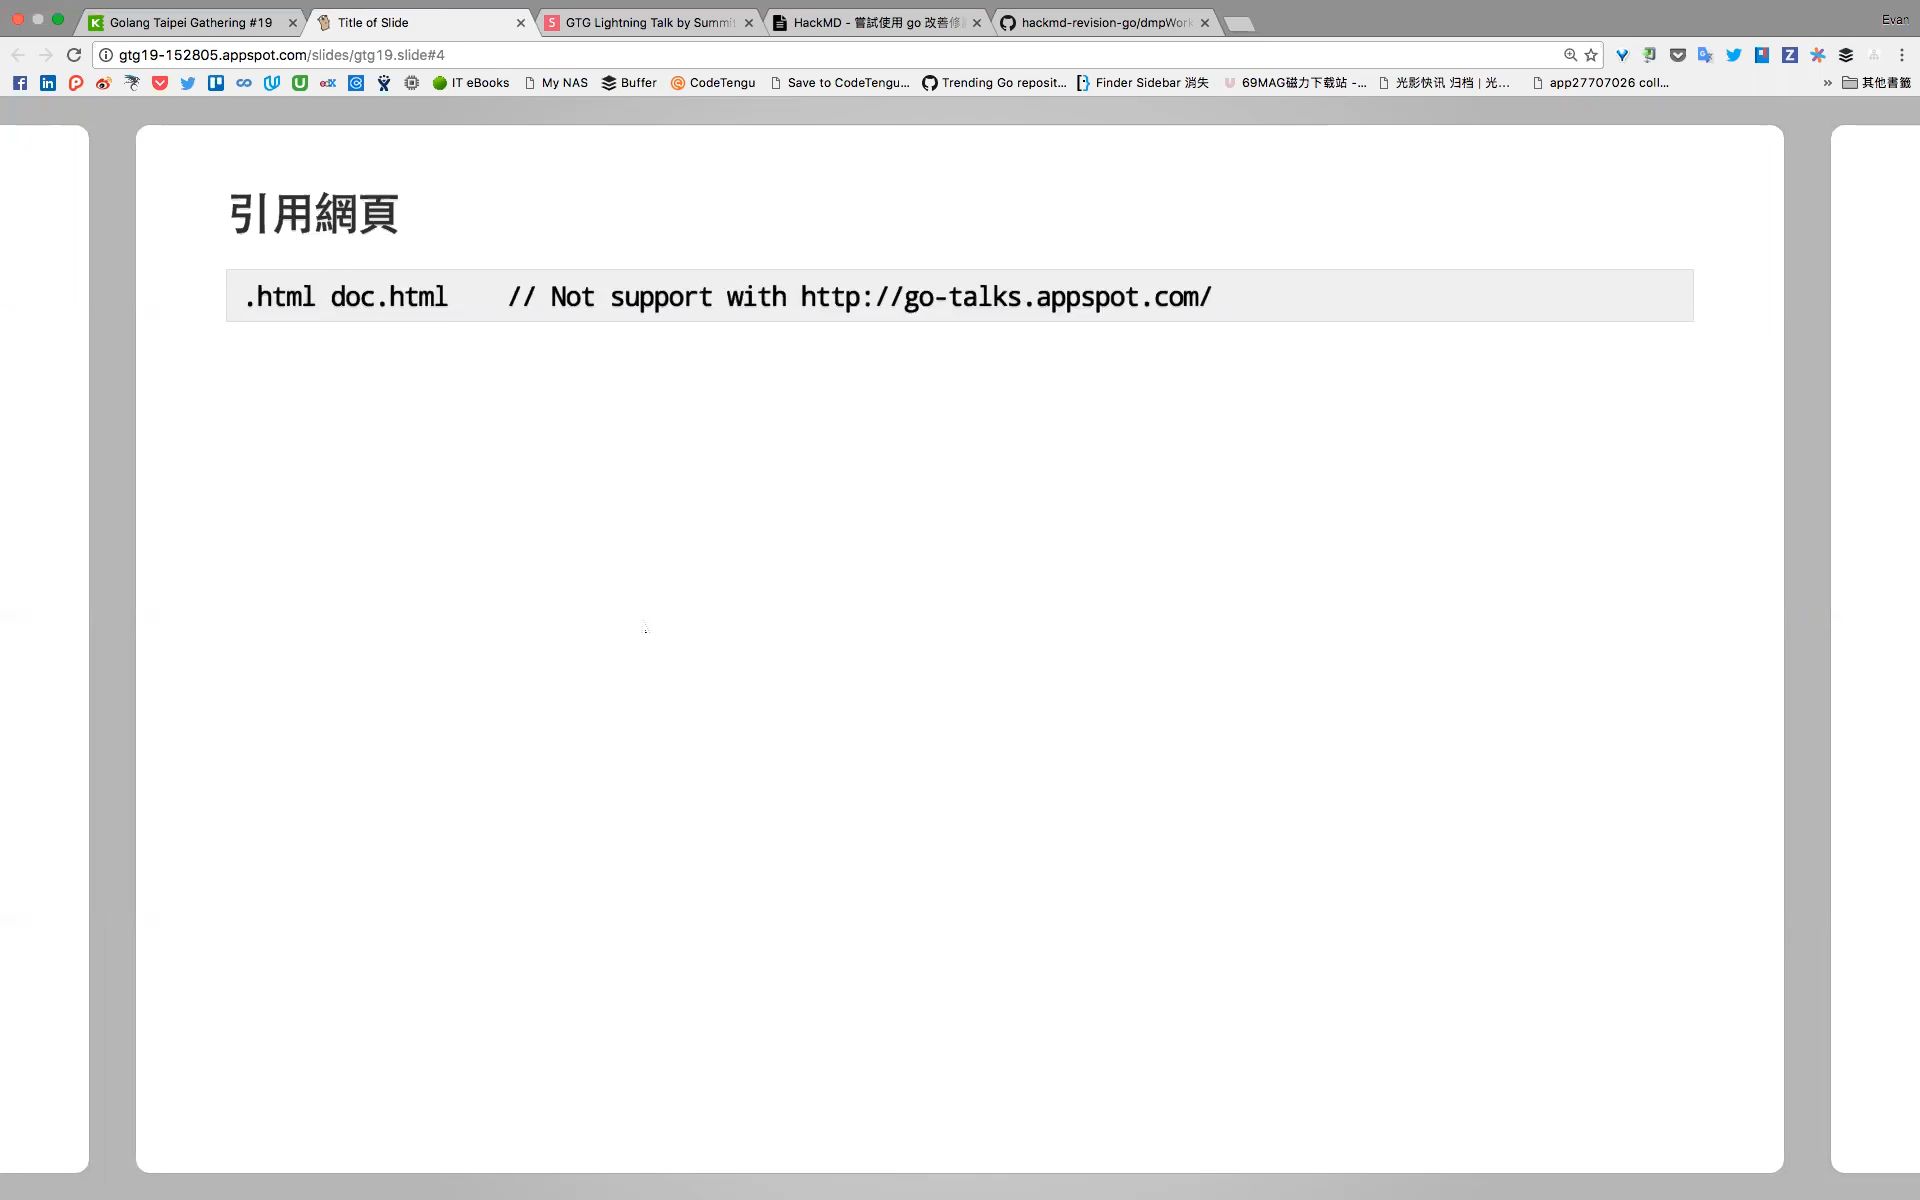 Golang Taipei Gathering #19
Title of Slide
GTG Lightning Talk by Summit
HackMD - 嘗試使用 go 改善修
hackmd-revision-go/dmpWork
Evan
gtg19-152805.appspot.com/slides/gtg19.slide#4
IT eBooks
My NAS
Buffer
CodeTengu
Save to CodeTengu...
Trending Go reposit...
Finder Sidebar 消失
69MAG磁力下载站 -...
光影快讯 归档 | 光...
app27707026 coll...
其他書籤
引用網頁
.html doc.html // Not support with http://go-talks.appspot.com/